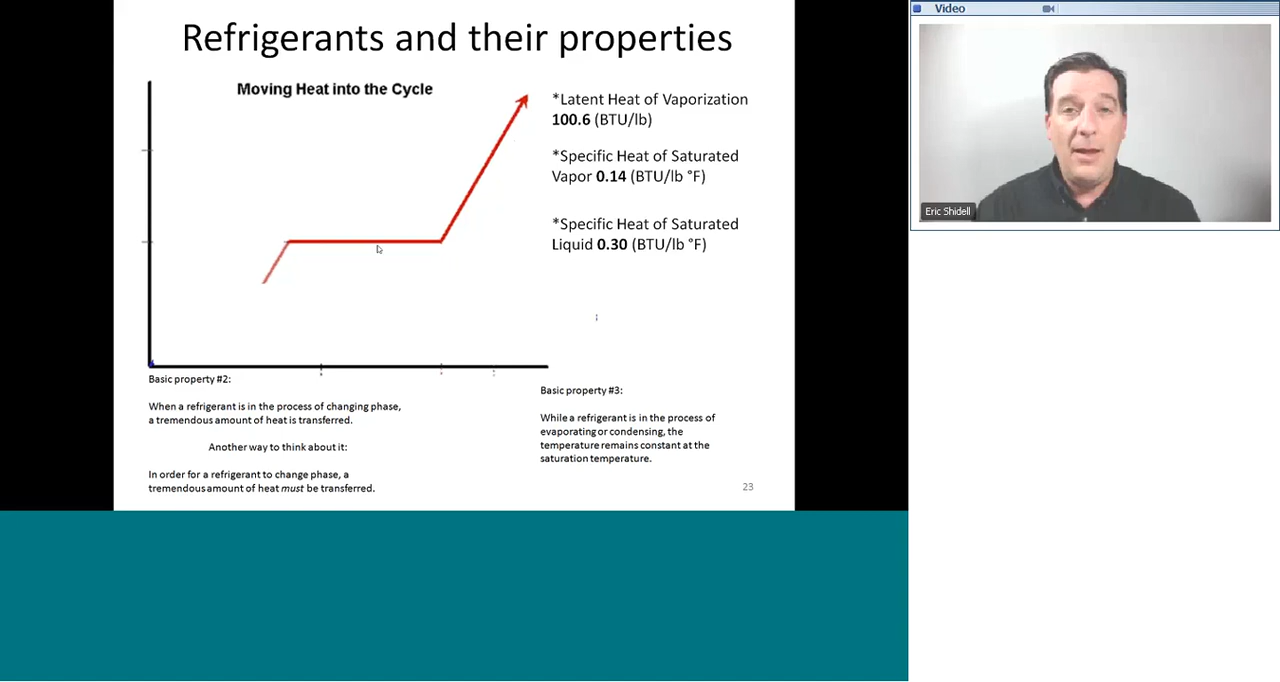 Refrigerants and their properties
Moving Heat into the Cycle
*Latent Heat of Vaporization
100.6 (BTU/lb)
*Specific Heat of Saturated
Vapor 0.14 (BTU/lb °F)
*Specific Heat of Saturated
Liquid 0.30 (BTU/lb °F)
Basic property #2:
When a refrigerant is in the process of changing phase,
a tremendous amount of heat is transferred.
Another way to think about it:
In order for a refrigerant to change phase, a
tremendous amount of heat must be transferred.
Basic property #3:
While a refrigerant is in the process of
evaporating or condensing, the
temperature remains constant at the
saturation temperature.
23
Video
Eric Shidell